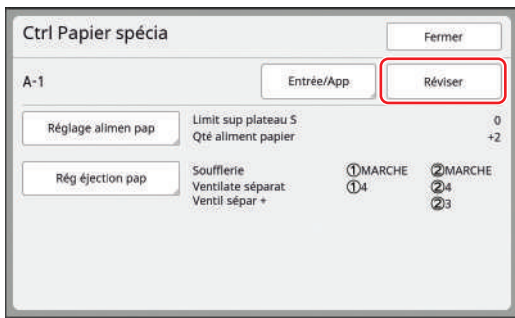 Ctrl Papier spécia
Fermer
A-1
Entrée/App
Réviser
Réglage alimen pap
Limit sup plateau S 0
Qté aliment papier +2
Rég éjection pap
Soufflerie ①MARCHE ②MARCHE
Ventilate séparat ①4 ②4
Ventil sépar + ②3